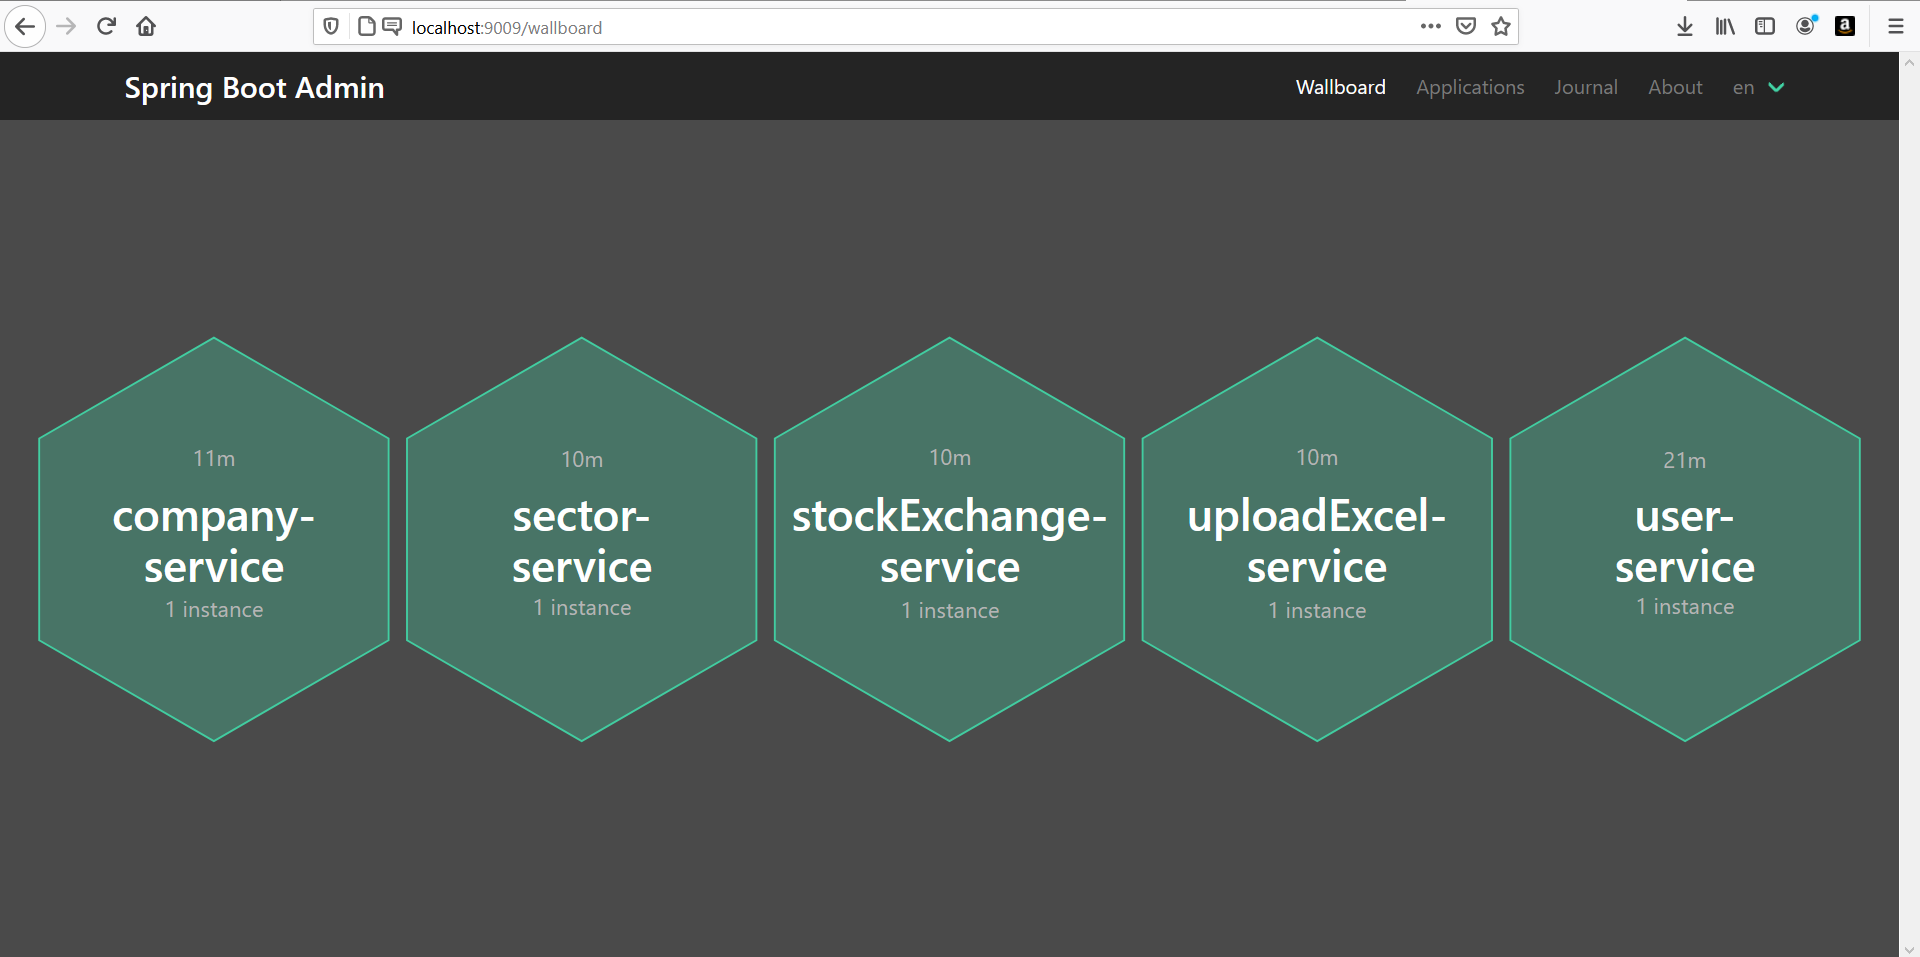 localhost:9009/wallboard
Spring Boot Admin
Wallboard Applications Journal About en
11m
company-
service
1 instance
10m
sector-
service
1 instance
10m
stockExchange-
service
1 instance
10m
uploadExcel-
service
1 instance
21m
user-
service
1 instance